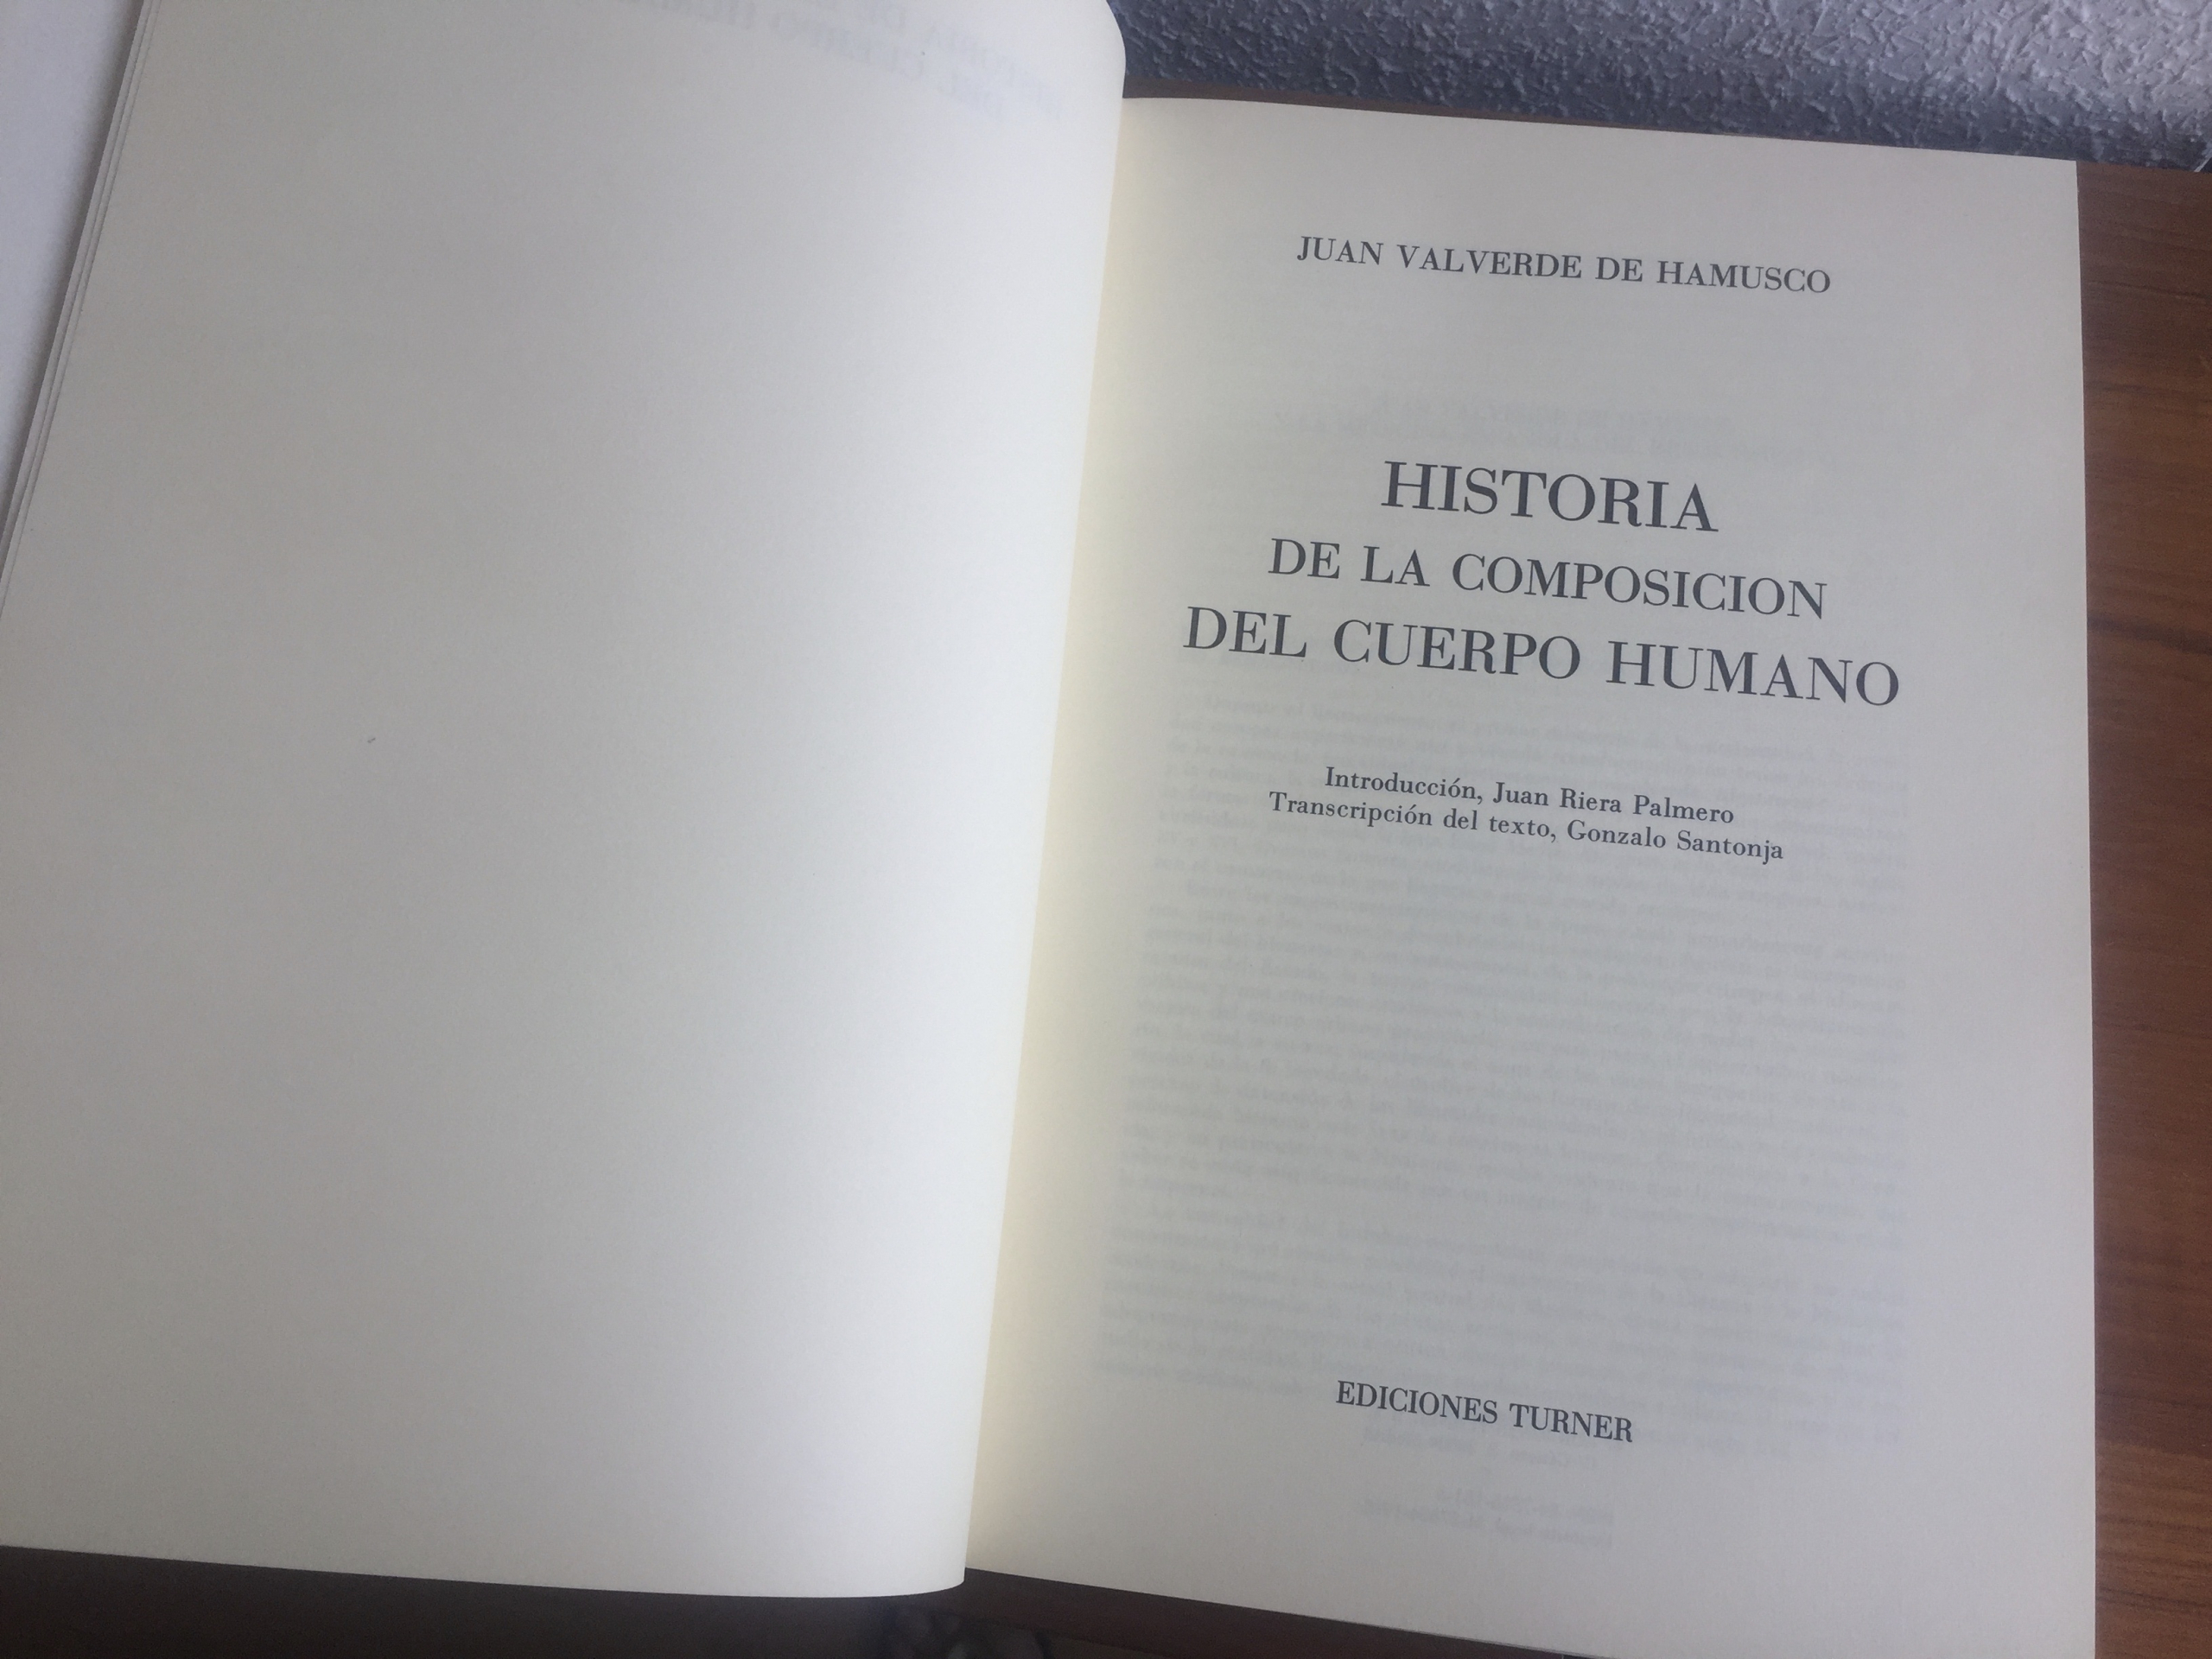 JUAN VALVERDE DE HAMUSCO
HISTORIA
DE LA COMPOSICION
DEL CUERPO HUMANO
Introducción, Juan Riera Palmero
Transcripción del texto, Gonzalo Santonja
EDICIONES TURNER